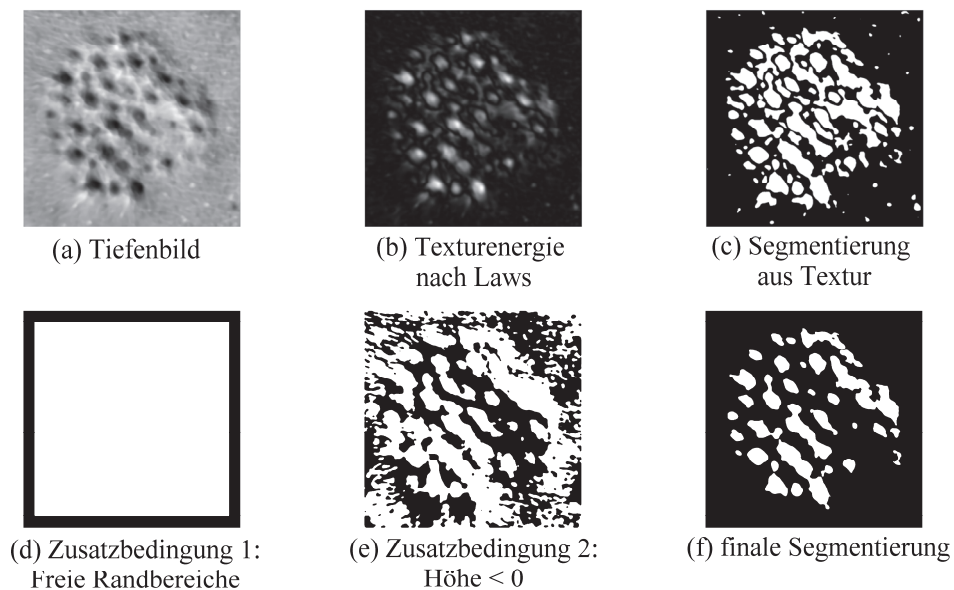 (a) Tiefenbild
(b) Texturenergie
nach Laws
(c) Segmentierung
aus Textur
(d) Zusatzbedingung 1:
Freie Randbereiche
(e) Zusatzbedingung 2:
Höhe < 0
(f) finale Segmentierung